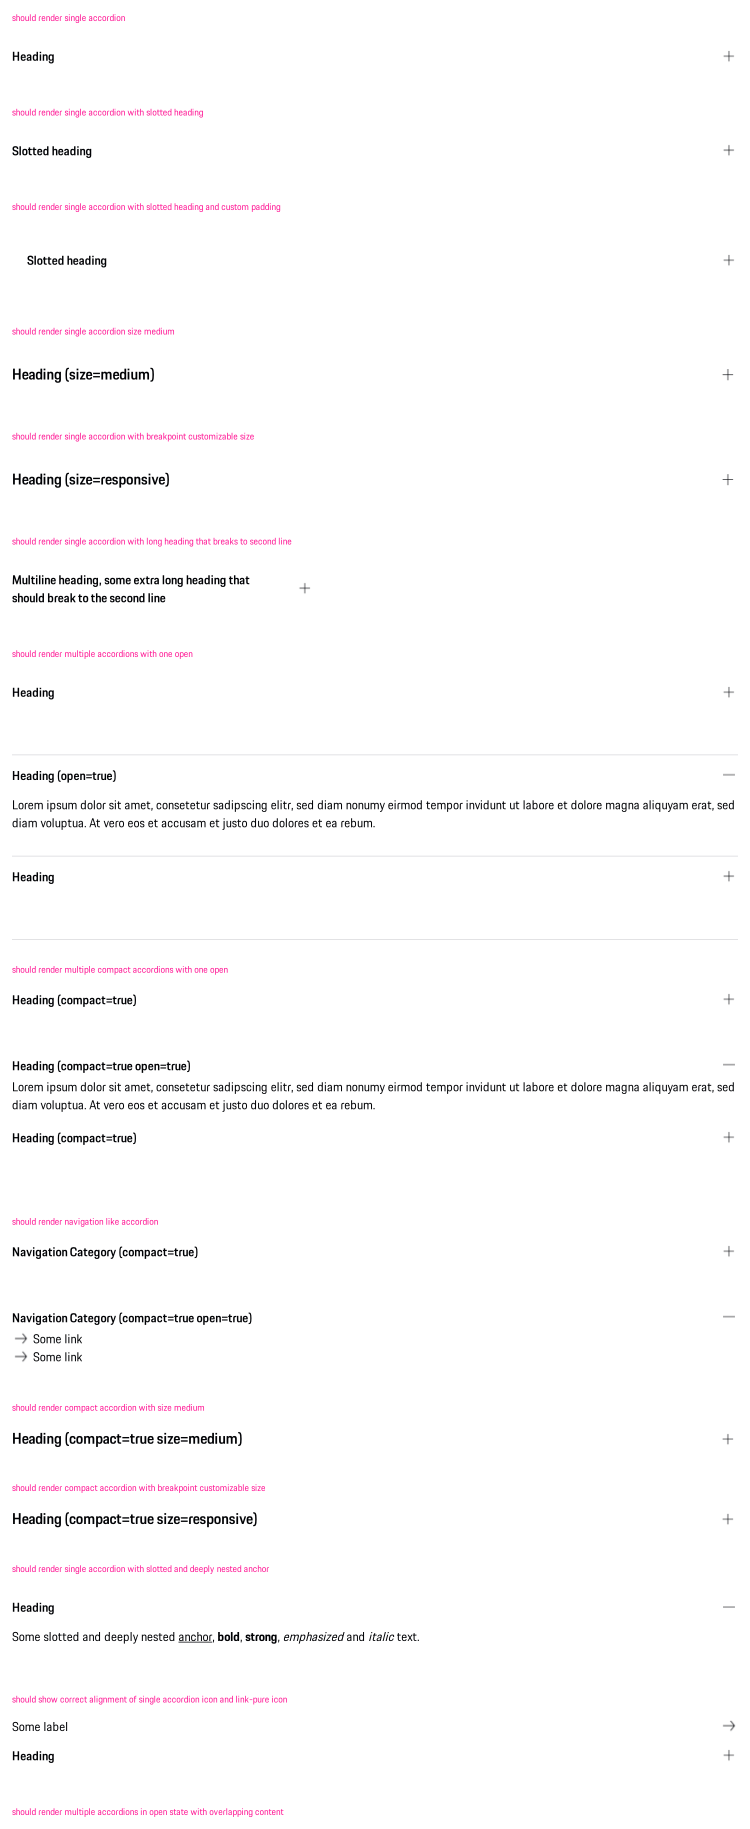 should render single accordion
Heading
should render single accordion with slotted heading
Slotted heading
should render single accordion with slotted heading and custom padding
Slotted heading
should render single accordion size medium
Heading (size=medium)
should render single accordion with breakpoint customizable size
Heading (size=responsive)
should render single accordion with long heading that breaks to second line
Multiline heading, some extra long heading that
should break to the second line
should render multiple accordions with one open
Heading
Heading (open=true)
Lorem ipsum dolor sit amet, consetetur sadipscing elitr, sed diam nonumy eirmod tempor invidunt ut labore et dolore magna aliquyam erat, sed
diam voluptua. At vero eos et accusam et justo duo dolores et ea rebum.
Heading
should render multiple compact accordions with one open
Heading (compact=true)
Heading (compact=true open=true)
Lorem ipsum dolor sit amet, consetetur sadipscing elitr, sed diam nonumy eirmod tempor invidunt ut labore et dolore magna aliquyam erat, sed
diam voluptua. At vero eos et accusam et justo duo dolores et ea rebum.
Heading (compact=true)
should render navigation like accordion
Navigation Category (compact=true)
Navigation Category (compact=true open=true)
Some link
Some link
should render compact accordion with size medium
Heading (compact=true size=medium)
should render compact accordion with breakpoint customizable size
Heading (compact=true size=responsive)
should render single accordion with slotted and deeply nested anchor
Heading
Some slotted and deeply nested anchor, bold, strong, emphasized and italic text.
should show correct alignment of single accordion icon and link-pure icon
Some label
Heading
should render multiple accordions in open state with overlapping content